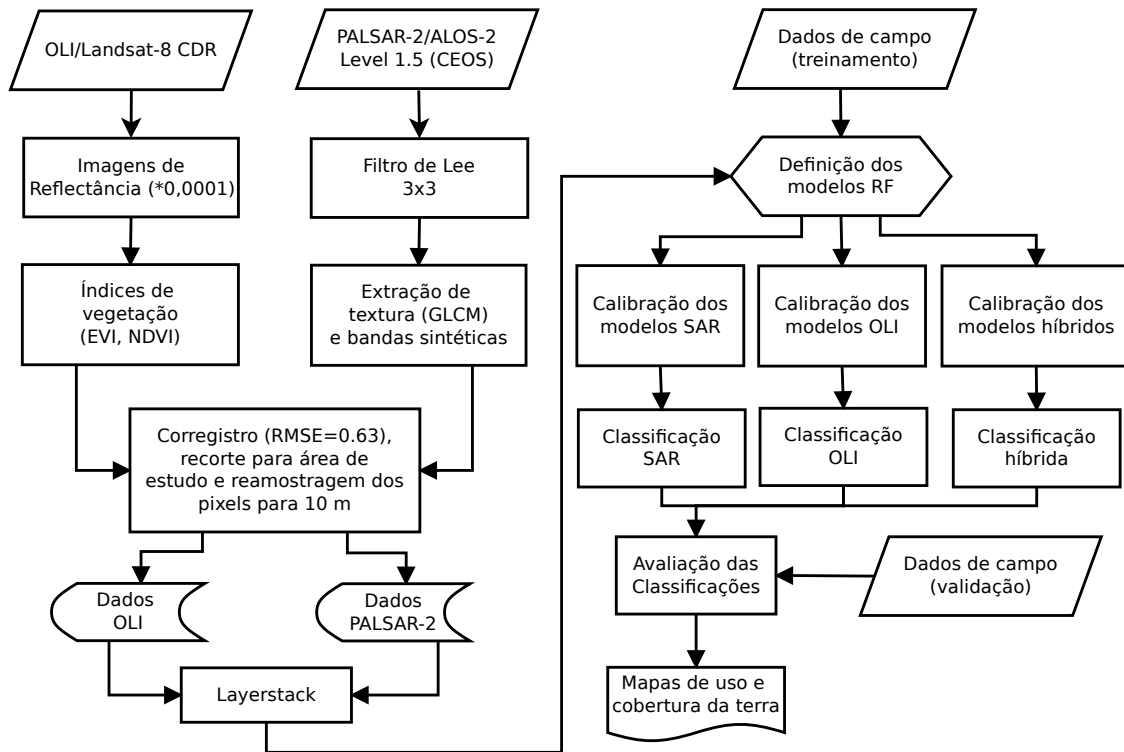 OLI/Landsat-8 CDR
PALSAR-2/ALOS-2
Level 1.5 (CEOS)
Dados de campo
(treinamento)
Imagens de
Reflectância (*0,0001)
Filtro de Lee
3x3
Definição dos
modelos RF
Índices de
vegetação
(EVI, NDVI)
Extração de
textura (GLCM)
e bandas sintéticas
Calibração dos
modelos SAR
Calibração dos
modelos OLI
Calibração dos
modelos híbridos
Corregistro (RMSE=0.63),
recorte para área de
estudo e reamostragem dos
pixels para 10 m
Classificação
SAR
Classificação
OLI
Classificação
híbrida
Dados
OLI
Dados
PALSAR-2
Avaliação das
Classificações
Dados de campo
(validação)
Layerstack
Mapas de uso e
cobertura da terra